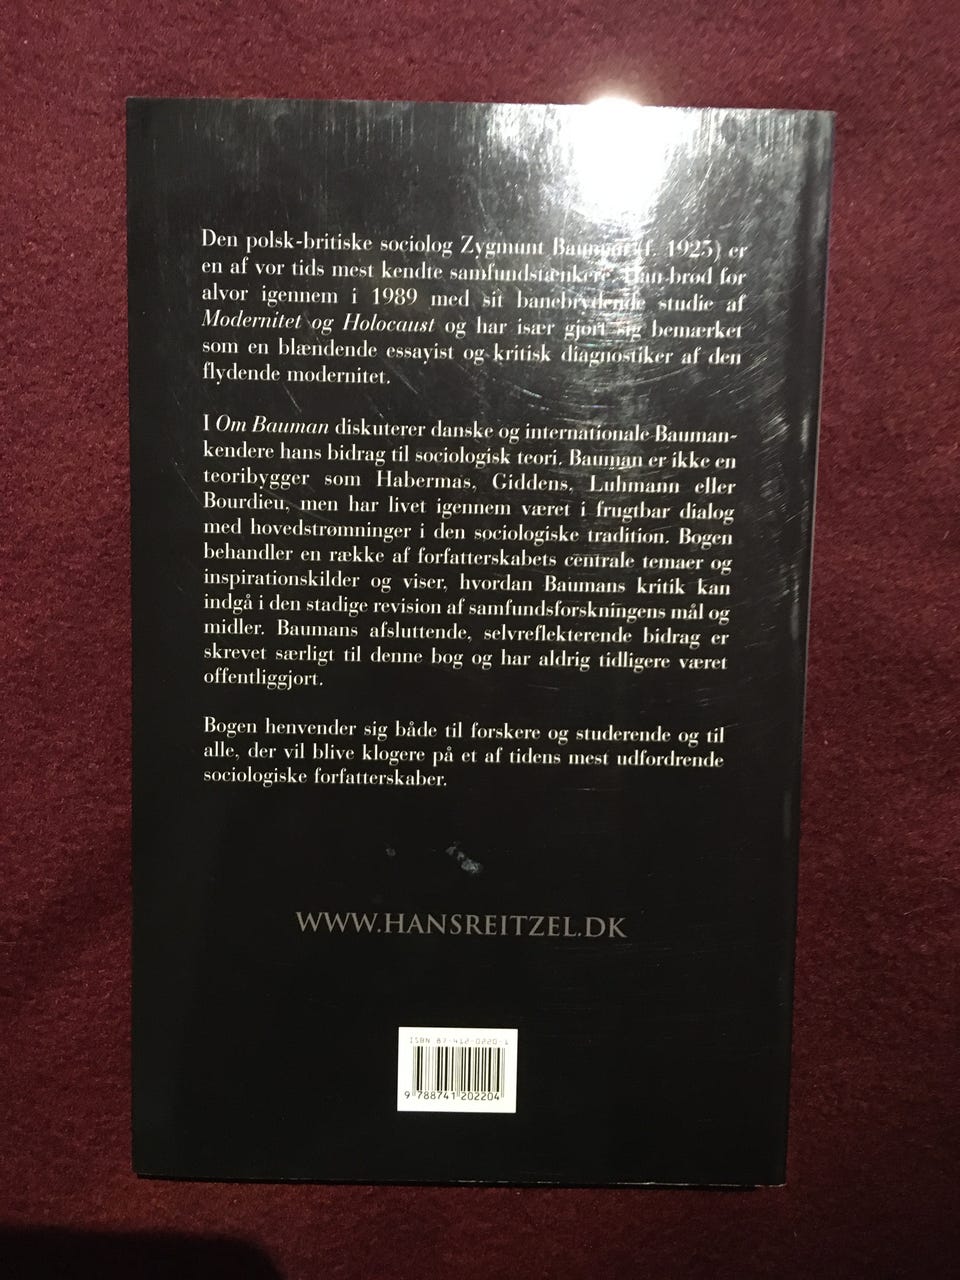 Den polsk-britiske sociolog Zygmunt Bauman (f. 1925) er
en af vor tids mest kendte samfundstænkere. Han brød for
alvor igennem i 1989 med sit banebrydende studie af
Modernitet og Holocaust og har især gjort sig bemærket
som en blændende essayist og kritisk diagnostiker af den
flydende modernitet.
I Om Bauman diskuterer danske og internationale Bauman-
kendere hans bidrag til sociologisk teori. Bauman er ikke en
teoribygger som Habermas, Giddens, Luhmann eller
Bourdieu, men har livet igennem været i frugtbar dialog
med hovedstrømninger i den sociologiske tradition. Bogen
behandler en række af forfatterskabets centrale temaer og
inspirationskilder og viser, hvordan Baumans kritik kan
indgå i den stadige revision af samfundsforskningens mål og
midler. Baumans afsluttende, selvreflekterende bidrag er
skrevet særligt til denne bog og har aldrig tidligere været
offentliggjort.
Bogen henvender sig både til forskere og studerende og til
alle, der vil blive klogere på et af tidens mest udfordrende
sociologiske forfatterskaber.
WWW.HANSREITZEL.DK
ISBN 87-412-0220-1
9 788741 202204